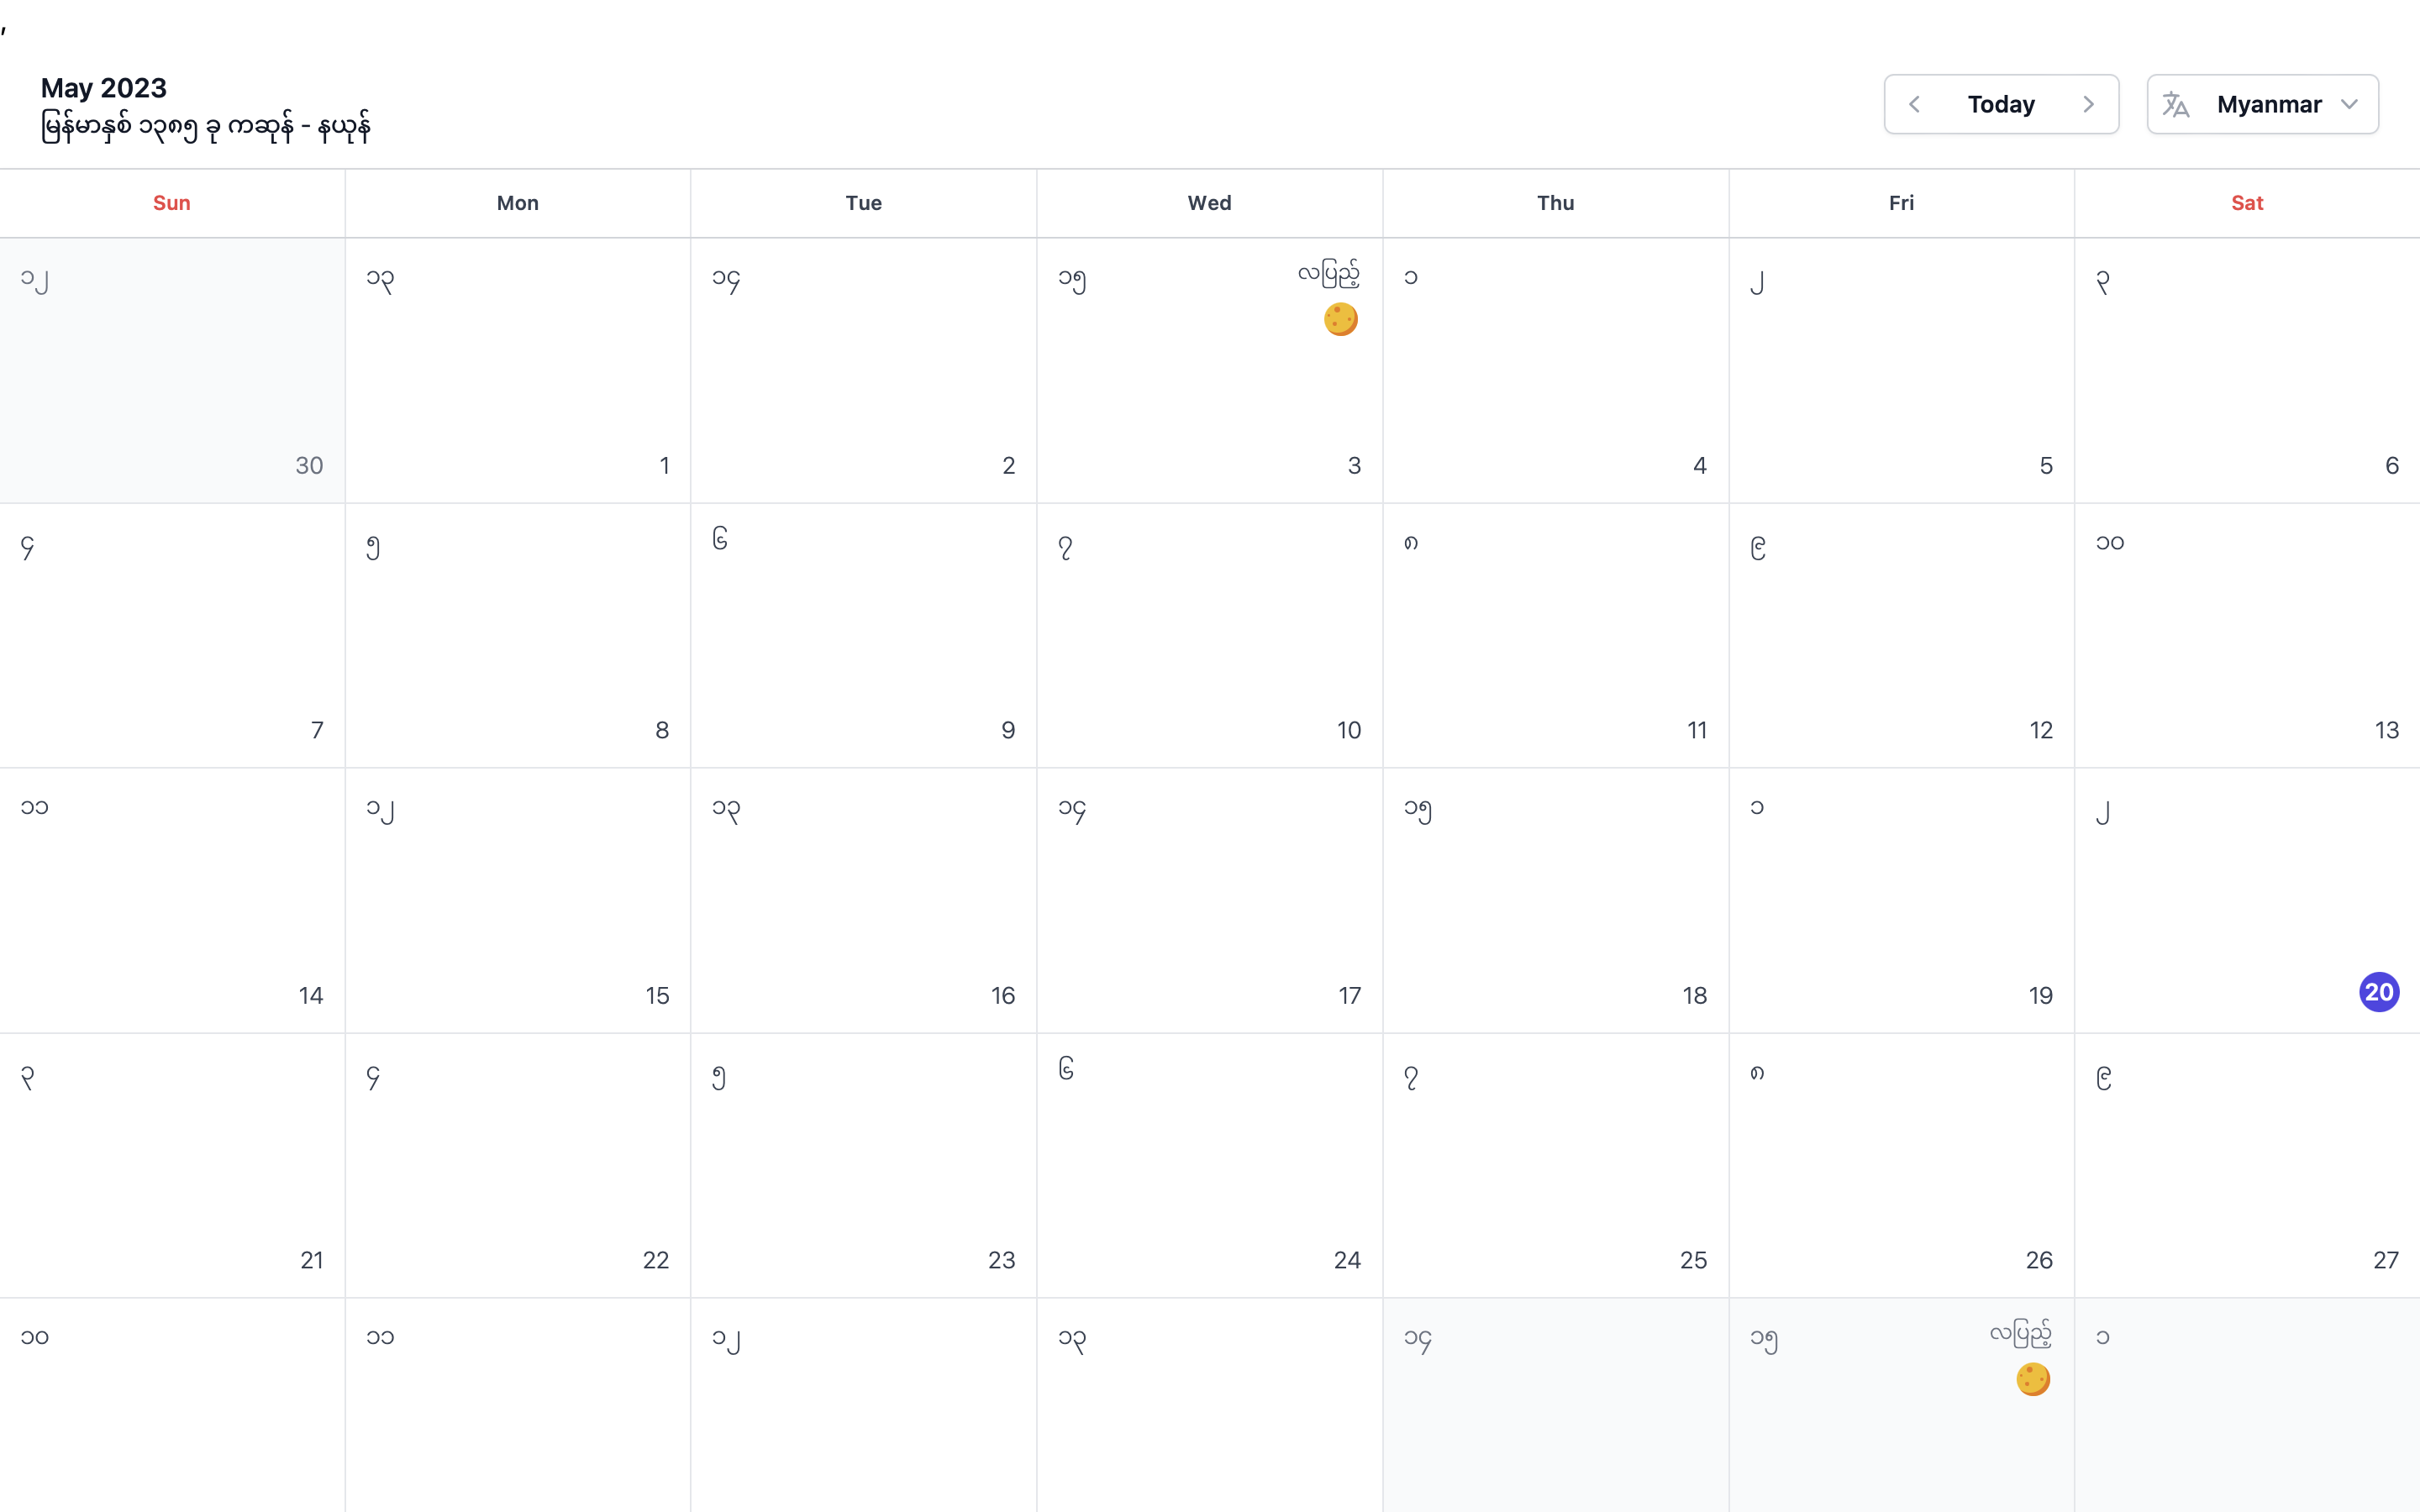 ,
May 2023
မြန်မာနှစ် ၁၃၈၅ ခု ကဆုန် - နယုန်
Today
Myanmar
Sun Mon Tue Wed Thu Fri Sat
၁၂ ၁၃ ၁၄ ၁၅ လပြည့် ၁ ၂ ၃
30 1 2 3 4 5 6
၄ ၅ ၆ ၇ ၈ ၉ ၁၀
7 8 9 10 11 12 13
၁၁ ၁၂ ၁၃ ၁၄ ၁၅ ၁ ၂
14 15 16 17 18 19 20
၃ ၄ ၅ ၆ ၇ ၈ ၉
21 22 23 24 25 26 27
၁၀ ၁၁ ၁၂ ၁၃ ၁၄ ၁၅ လပြည့် ၁